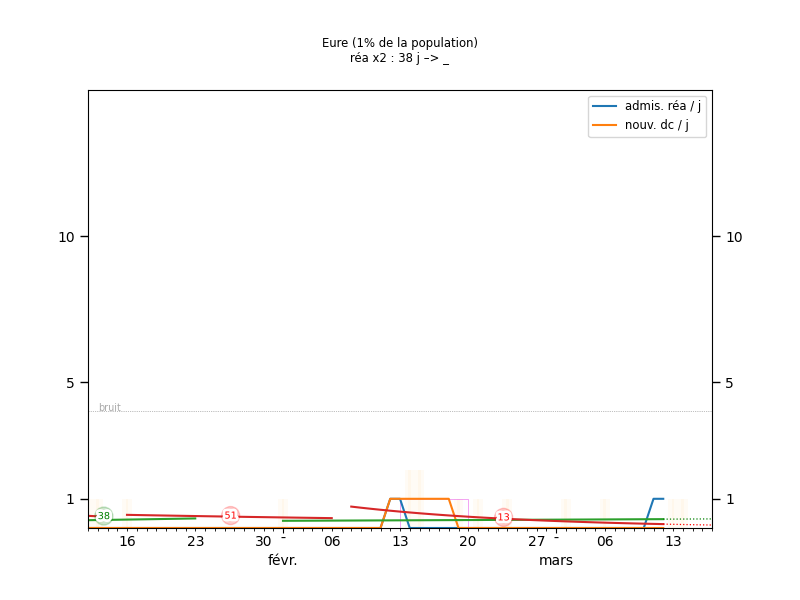 Eure (1% de la population)
réa x2 : 38 j –> _
admis. réa / j
nouv. dc / j
10 10
5 5
bruit
1 1
38 51 13
16 23 30 - 06 13 20 27 - 06 13
févr. mars